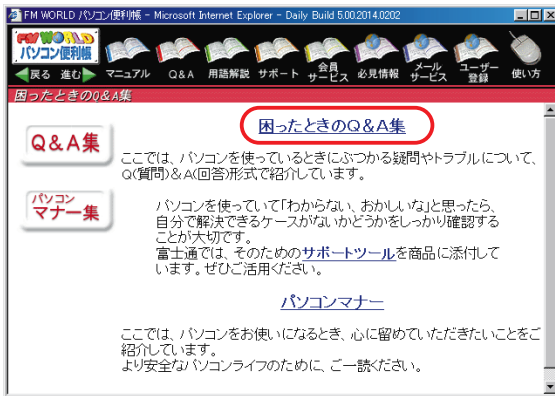 FM WORLD パソコン便利帳 - Microsoft Internet Explorer - Daily Build 5.00.2014.0202
FM WORLD
パソコン便利帳
戻る 進む マニュアル Q&A 用語解説 サポート 会員サービス 必見情報 メールサービス ユーザー登録 使い方
困ったときのQ&A集
困ったときのQ&A集
Q&A集
ここでは、パソコンを使っているときにぶつかる疑問やトラブルについて、
Q(質問)&A(回答)形式で紹介しています。
パソコン
マナー集
パソコンを使っていて「わからない、おかしいな」と思ったら、
自分で解決できるケースがないかどうかをしっかり確認する
ことが大切です。
富士通では、そのためのサポートツールを商品に添付して
います。ぜひご活用ください。
パソコンマナー
ここでは、パソコンをお使いになるとき、心に留めていただきたいことをご
紹介しています。
より安全なパソコンライフのために、ご一読ください。